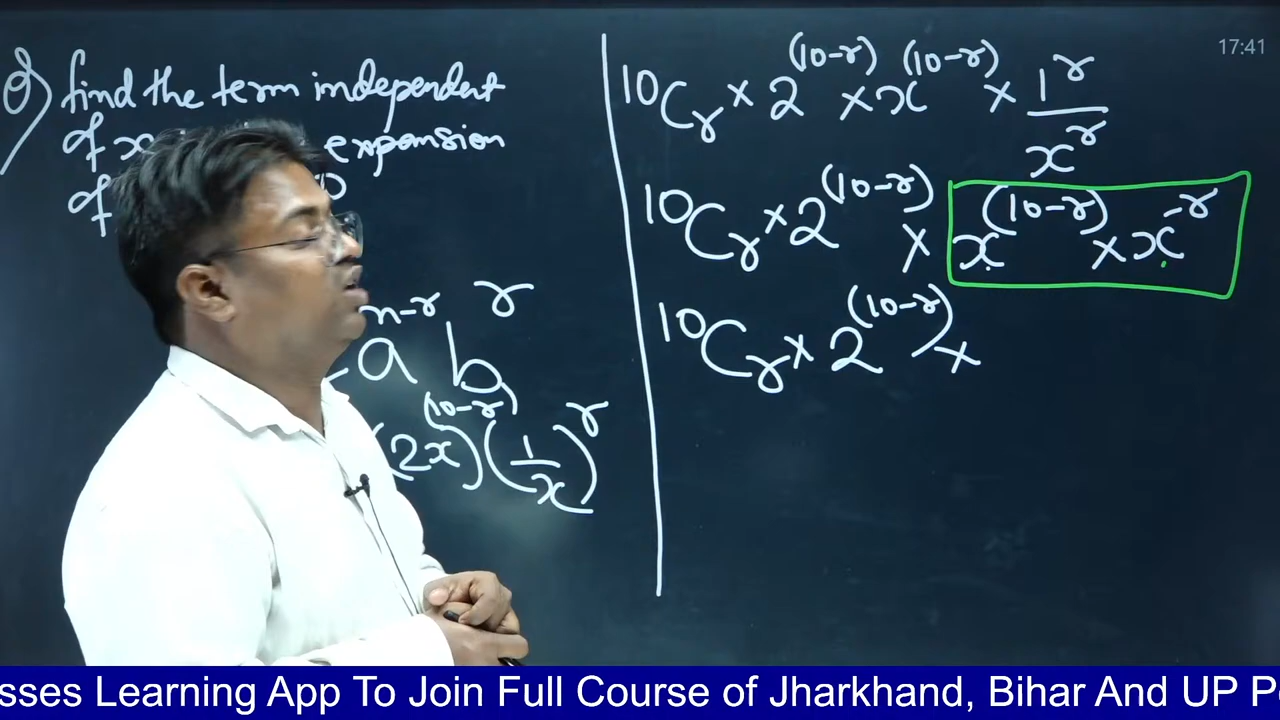 Q) find the term independent
of x expansion
of
n-r r
a b
(10-r)
(2x) (1/x)^r
10Cr × 2^(10-r) × x^(10-r) × 1^r/x^r
10Cr × 2^(10-r) × x^(10-r) × x^-r
10Cr × 2^(10-r) ×
17:41
sses Learning App To Join Full Course of Jharkhand, Bihar And UP P